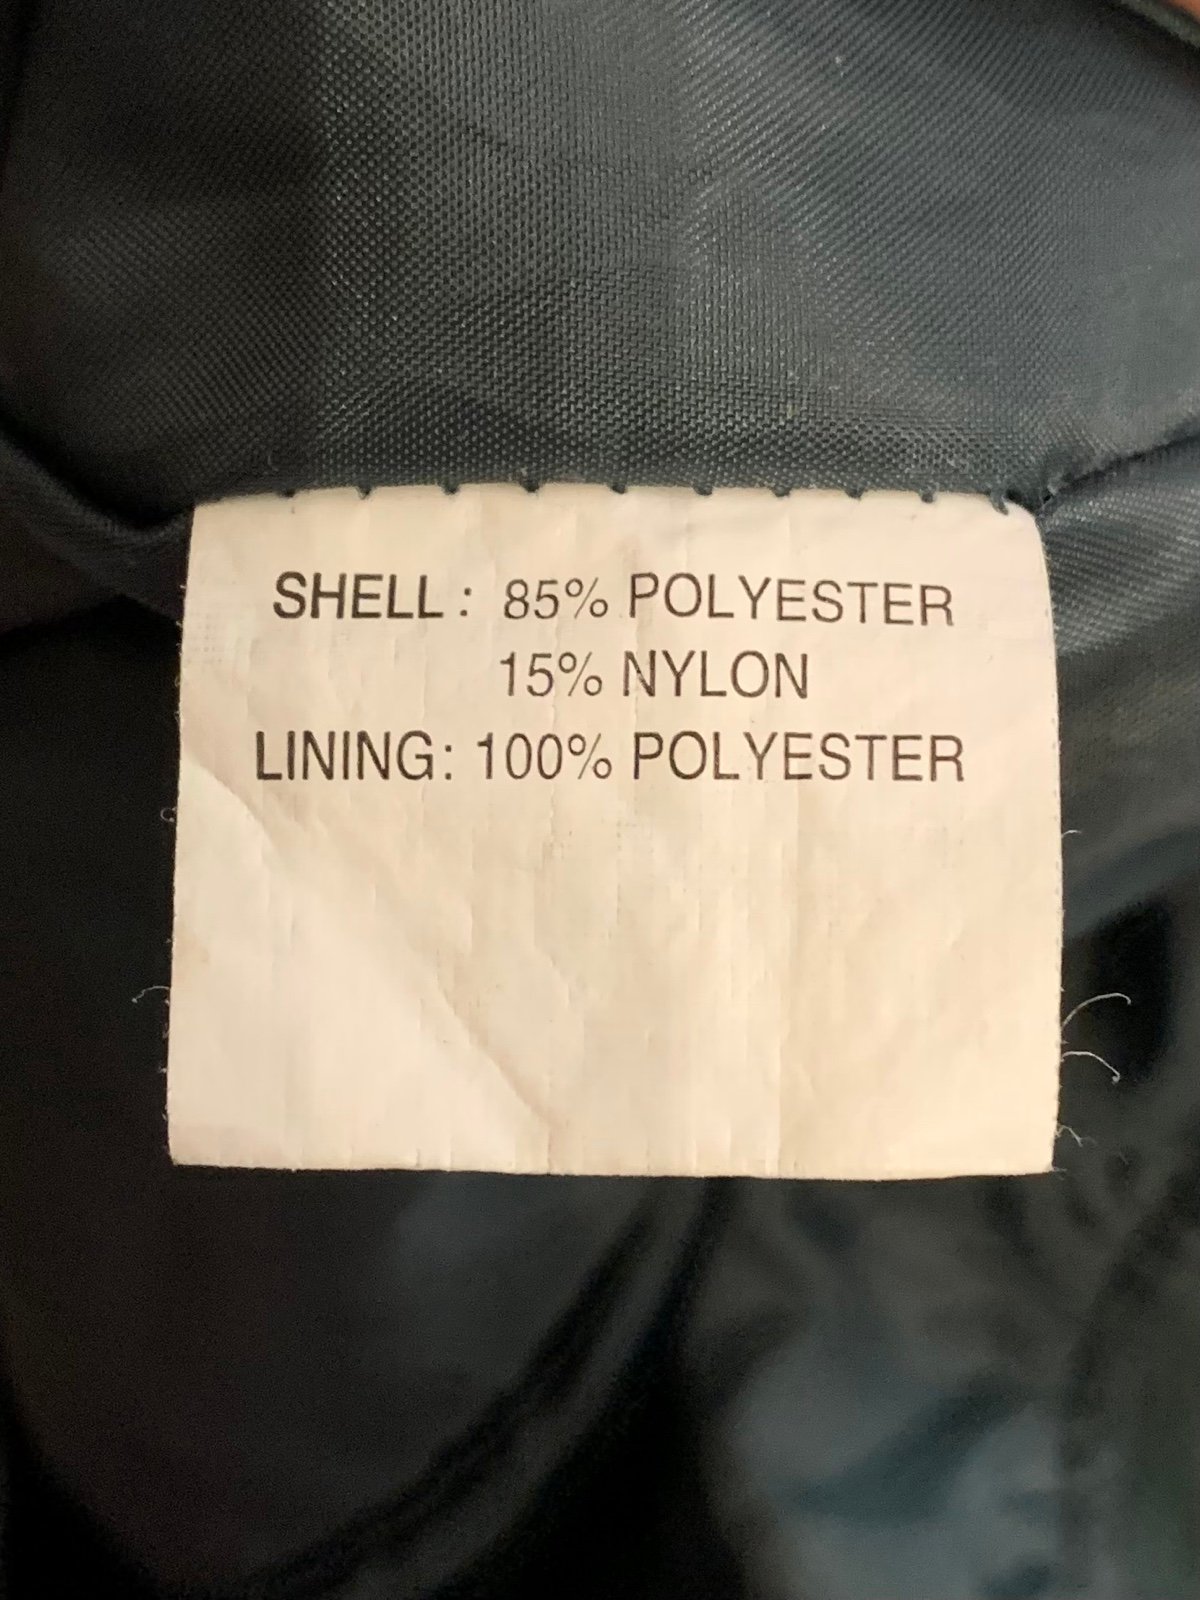 SHELL: 85% POLYESTER
15% NYLON
LINING: 100% POLYESTER